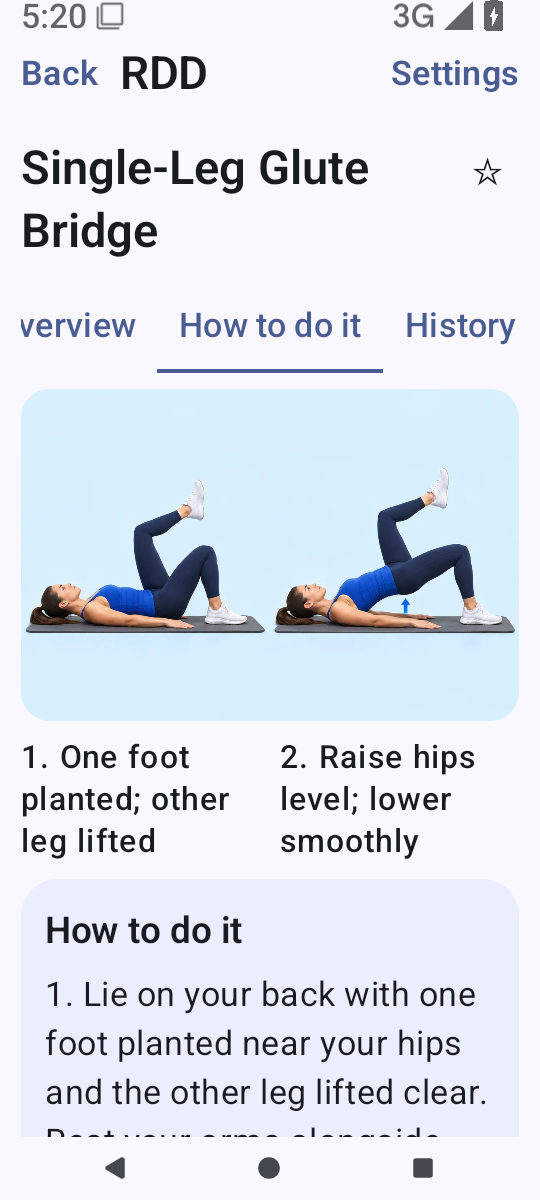 5:20
3G
Back RDD Settings
Single-Leg Glute
Bridge
verview How to do it History
1. One foot
planted; other
leg lifted
2. Raise hips
level; lower
smoothly
How to do it
1. Lie on your back with one
foot planted near your hips
and the other leg lifted clear.